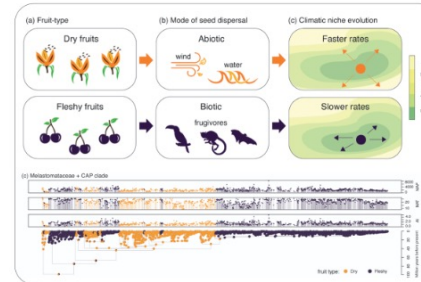 (a) Fruit-type
(b) Mode of seed dispersal
(c) Climatic niche evolution
Dry fruits
Abiotic
wind
water
Faster rates
Fleshy fruits
Biotic
frugivores
Slower rates
(c) Melastomataceae + CAP clade
fruit type
Dry
Fleshy